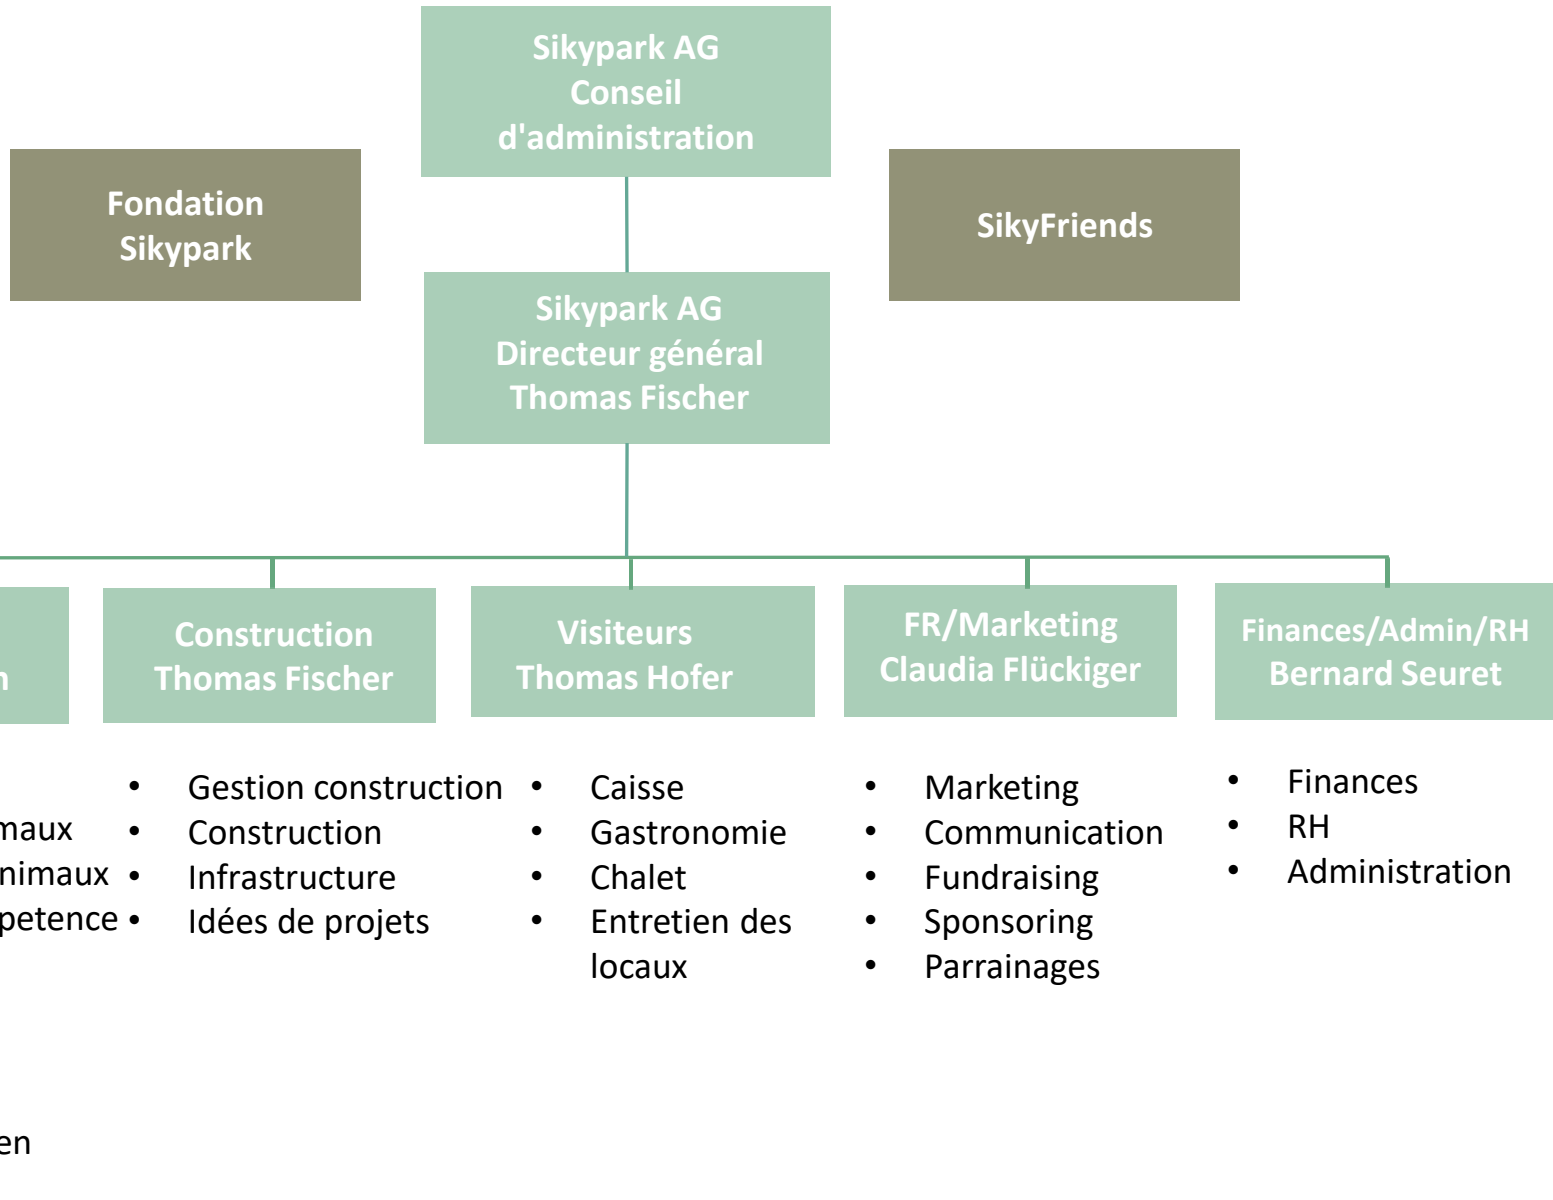 Sikypark AG
Conseil
d'administration
Fondation
Sikypark
SikyFriends
Sikypark AG
Directeur général
Thomas Fischer
Construction
Thomas Fischer
Visiteurs
Thomas Hofer
FR/Marketing
Claudia Flückiger
Finances/Admin/RH
Bernard Seuret
• Gestion construction
• Construction
• Infrastructure
• Idées de projets
• Caisse
• Gastronomie
• Chalet
• Entretien des
locaux
• Marketing
• Communication
• Fundraising
• Sponsoring
• Parrainages
• Finances
• RH
• Administration